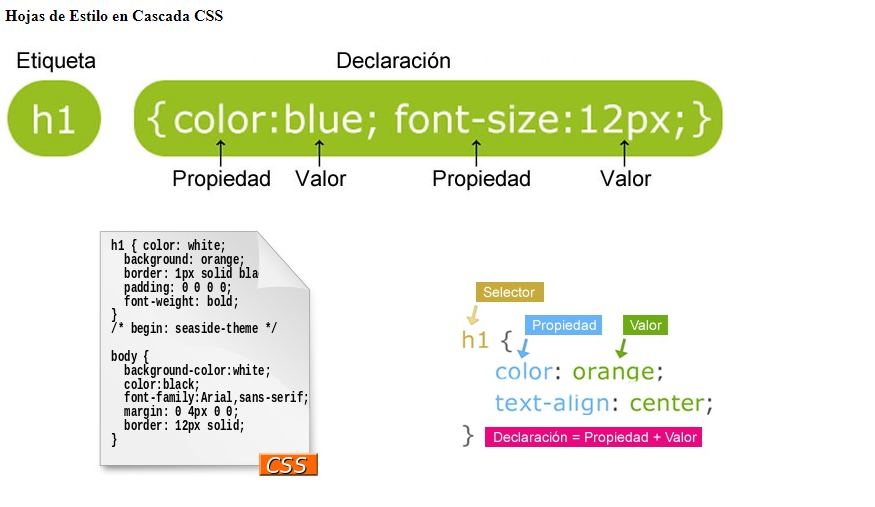 Hojas de Estilo en Cascada CSS
Etiqueta Declaración
h1 {color:blue; font-size:12px;}
Propiedad Valor Propiedad Valor
h1 { color: white;
background: orange;
border: 1px solid bla
padding: 0 0 0 0;
font-weight: bold;
}
/* begin: seaside-theme */
body {
background-color:white;
color:black;
font-family:Arial,sans-serif;
margin: 0 4px 0 0;
border: 12px solid;
}
CSS
Selector
Propiedad Valor
h1 {
color: orange;
text-align: center;
} Declaración = Propiedad + Valor